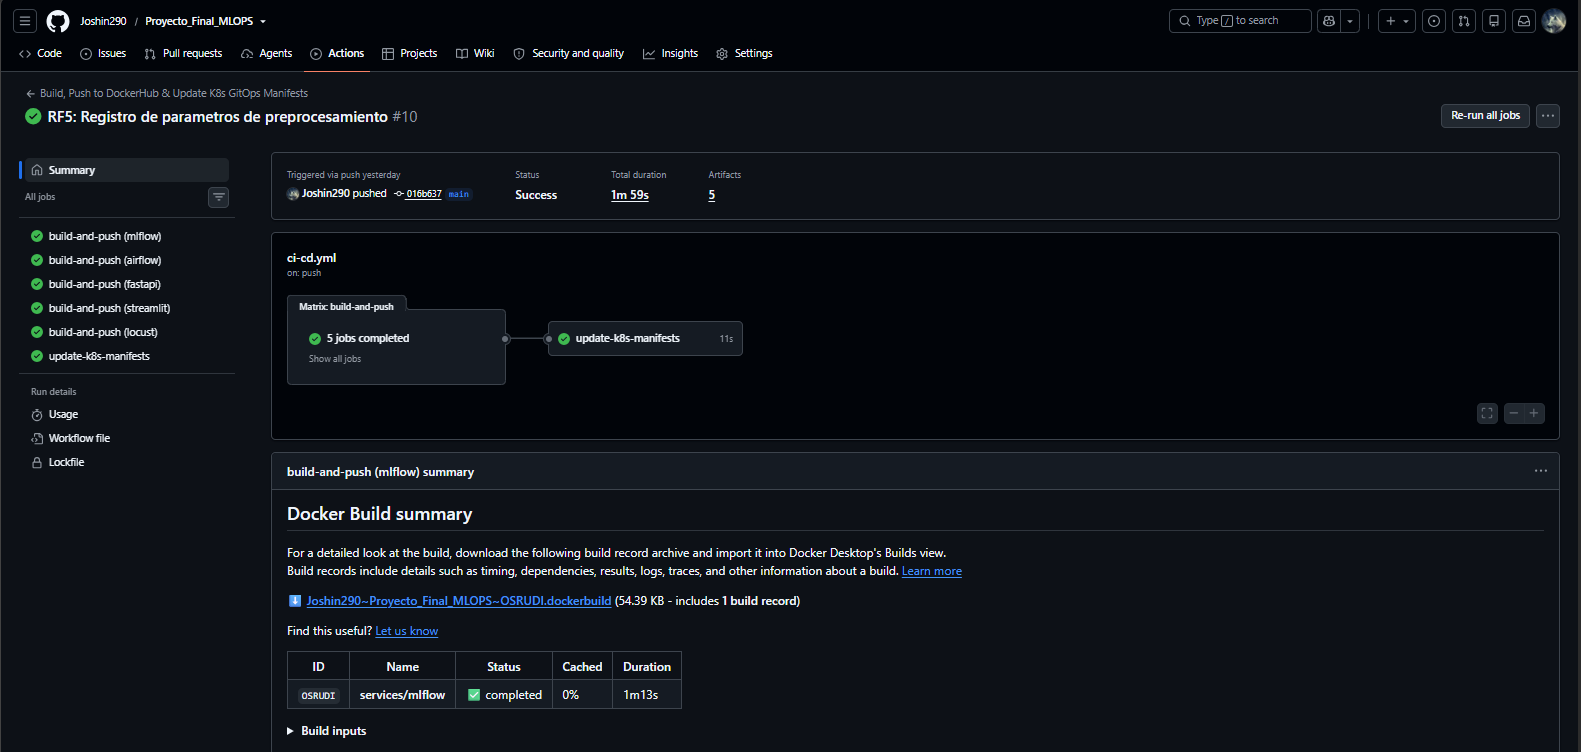 Joshin290 / Proyecto_Final_MLOPS
Type / to search
Code Issues Pull requests Agents Actions Projects Wiki Security and quality Insights Settings
← Build, Push to DockerHub & Update K8s GitOps Manifests
RF5: Registro de parametros de preprocesamiento #10
Re-run all jobs
Summary
All jobs
build-and-push (mlflow)
build-and-push (airflow)
build-and-push (fastapi)
build-and-push (streamlit)
build-and-push (locust)
update-k8s-manifests
Run details
Usage
Workflow file
Lockfile
Triggered via push yesterday
Joshin290 pushed 016b637 main
Status
Success
Total duration
1m 59s
Artifacts
5
ci-cd.yml
on: push
Matrix: build-and-push
5 jobs completed
Show all jobs
update-k8s-manifests 11s
build-and-push (mlflow) summary
Docker Build summary
For a detailed look at the build, download the following build record archive and import it into Docker Desktop's Builds view.
Build records include details such as timing, dependencies, results, logs, traces, and other information about a build. Learn more
Joshin290~Proyecto_Final_MLOPS~OSRUDI.dockerbuild (54.39 KB - includes 1 build record)
Find this useful? Let us know
ID Name Status Cached Duration
OSRUDI services/mlflow completed 0% 1m13s
Build inputs